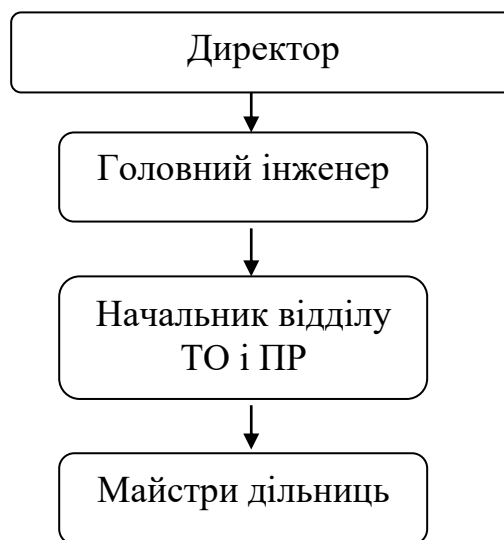 Директор
Головний інженер
Начальник відділу
ТО і ПР
Майстри дільниць